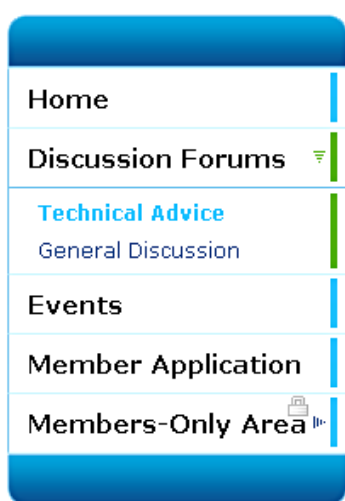 Home
Discussion Forums
Technical Advice
General Discussion
Events
Member Application
Members-Only Area